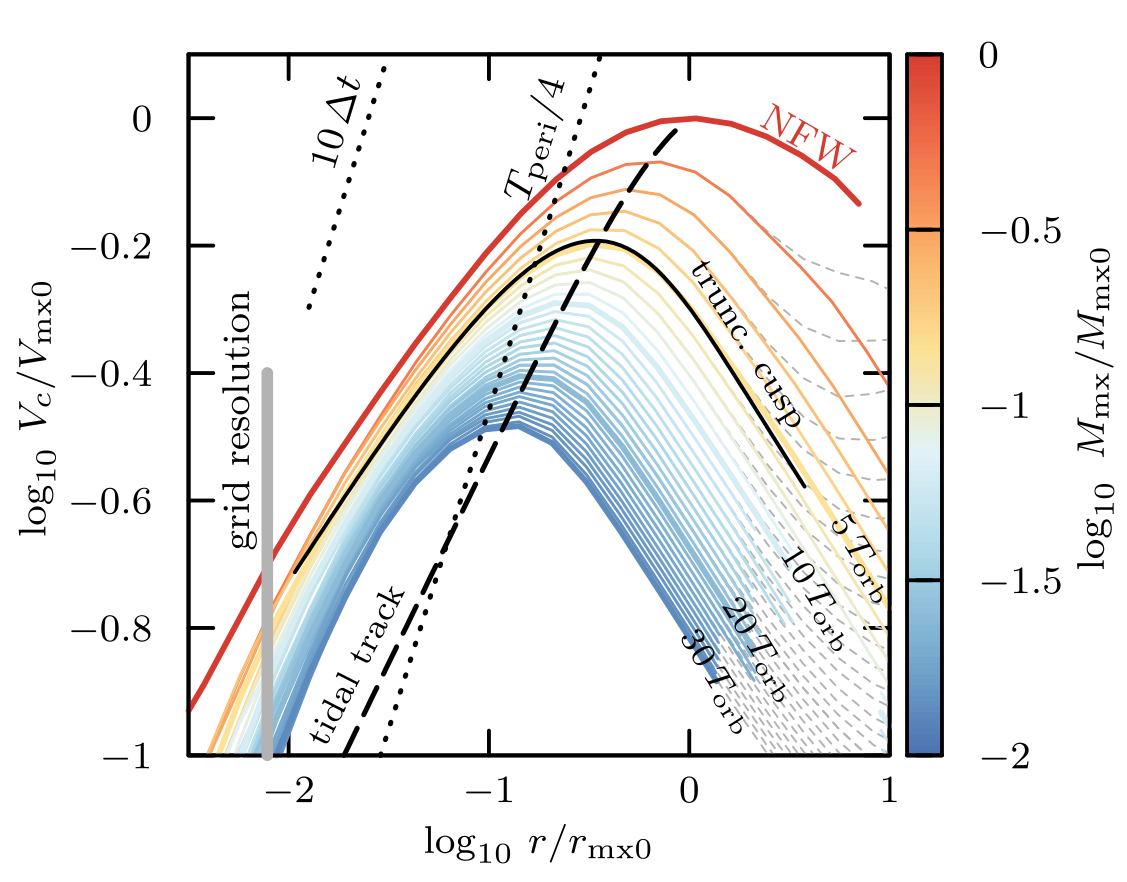 10 Δt
T_peri/4
NFW
grid resolution
trunc. cusp
tidal track
5 T_orb
10 T_orb
20 T_orb
30 T_orb
0
−0.2
−0.4
−0.6
−0.8
−1
log₁₀ V_c/V_mx0
−2
−1
0
1
log₁₀ r/r_mx0
0
−0.5
−1
−1.5
−2
log₁₀ M_mx/M_mx0